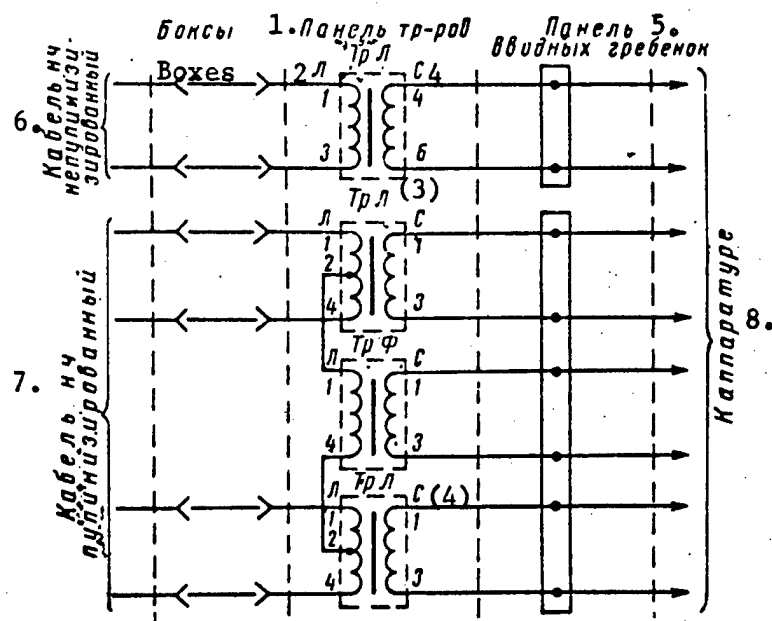 Боксы
1. Панель тр-ров
Панель 5.
вводных гребенок
Boxes
Тр Л
2 Л
С 4
1
4
3
6
6.
Кабель нч
непупинизи-
зированный
Тр Л (3)
Л
С
1
1
2
4
3
Тр Ф
Л
С
1
1
4
3
Тр Л
Л
С (4)
1
1
2
4
3
7.
Кабель нч
пупинизированный
К аппаратуре
8.